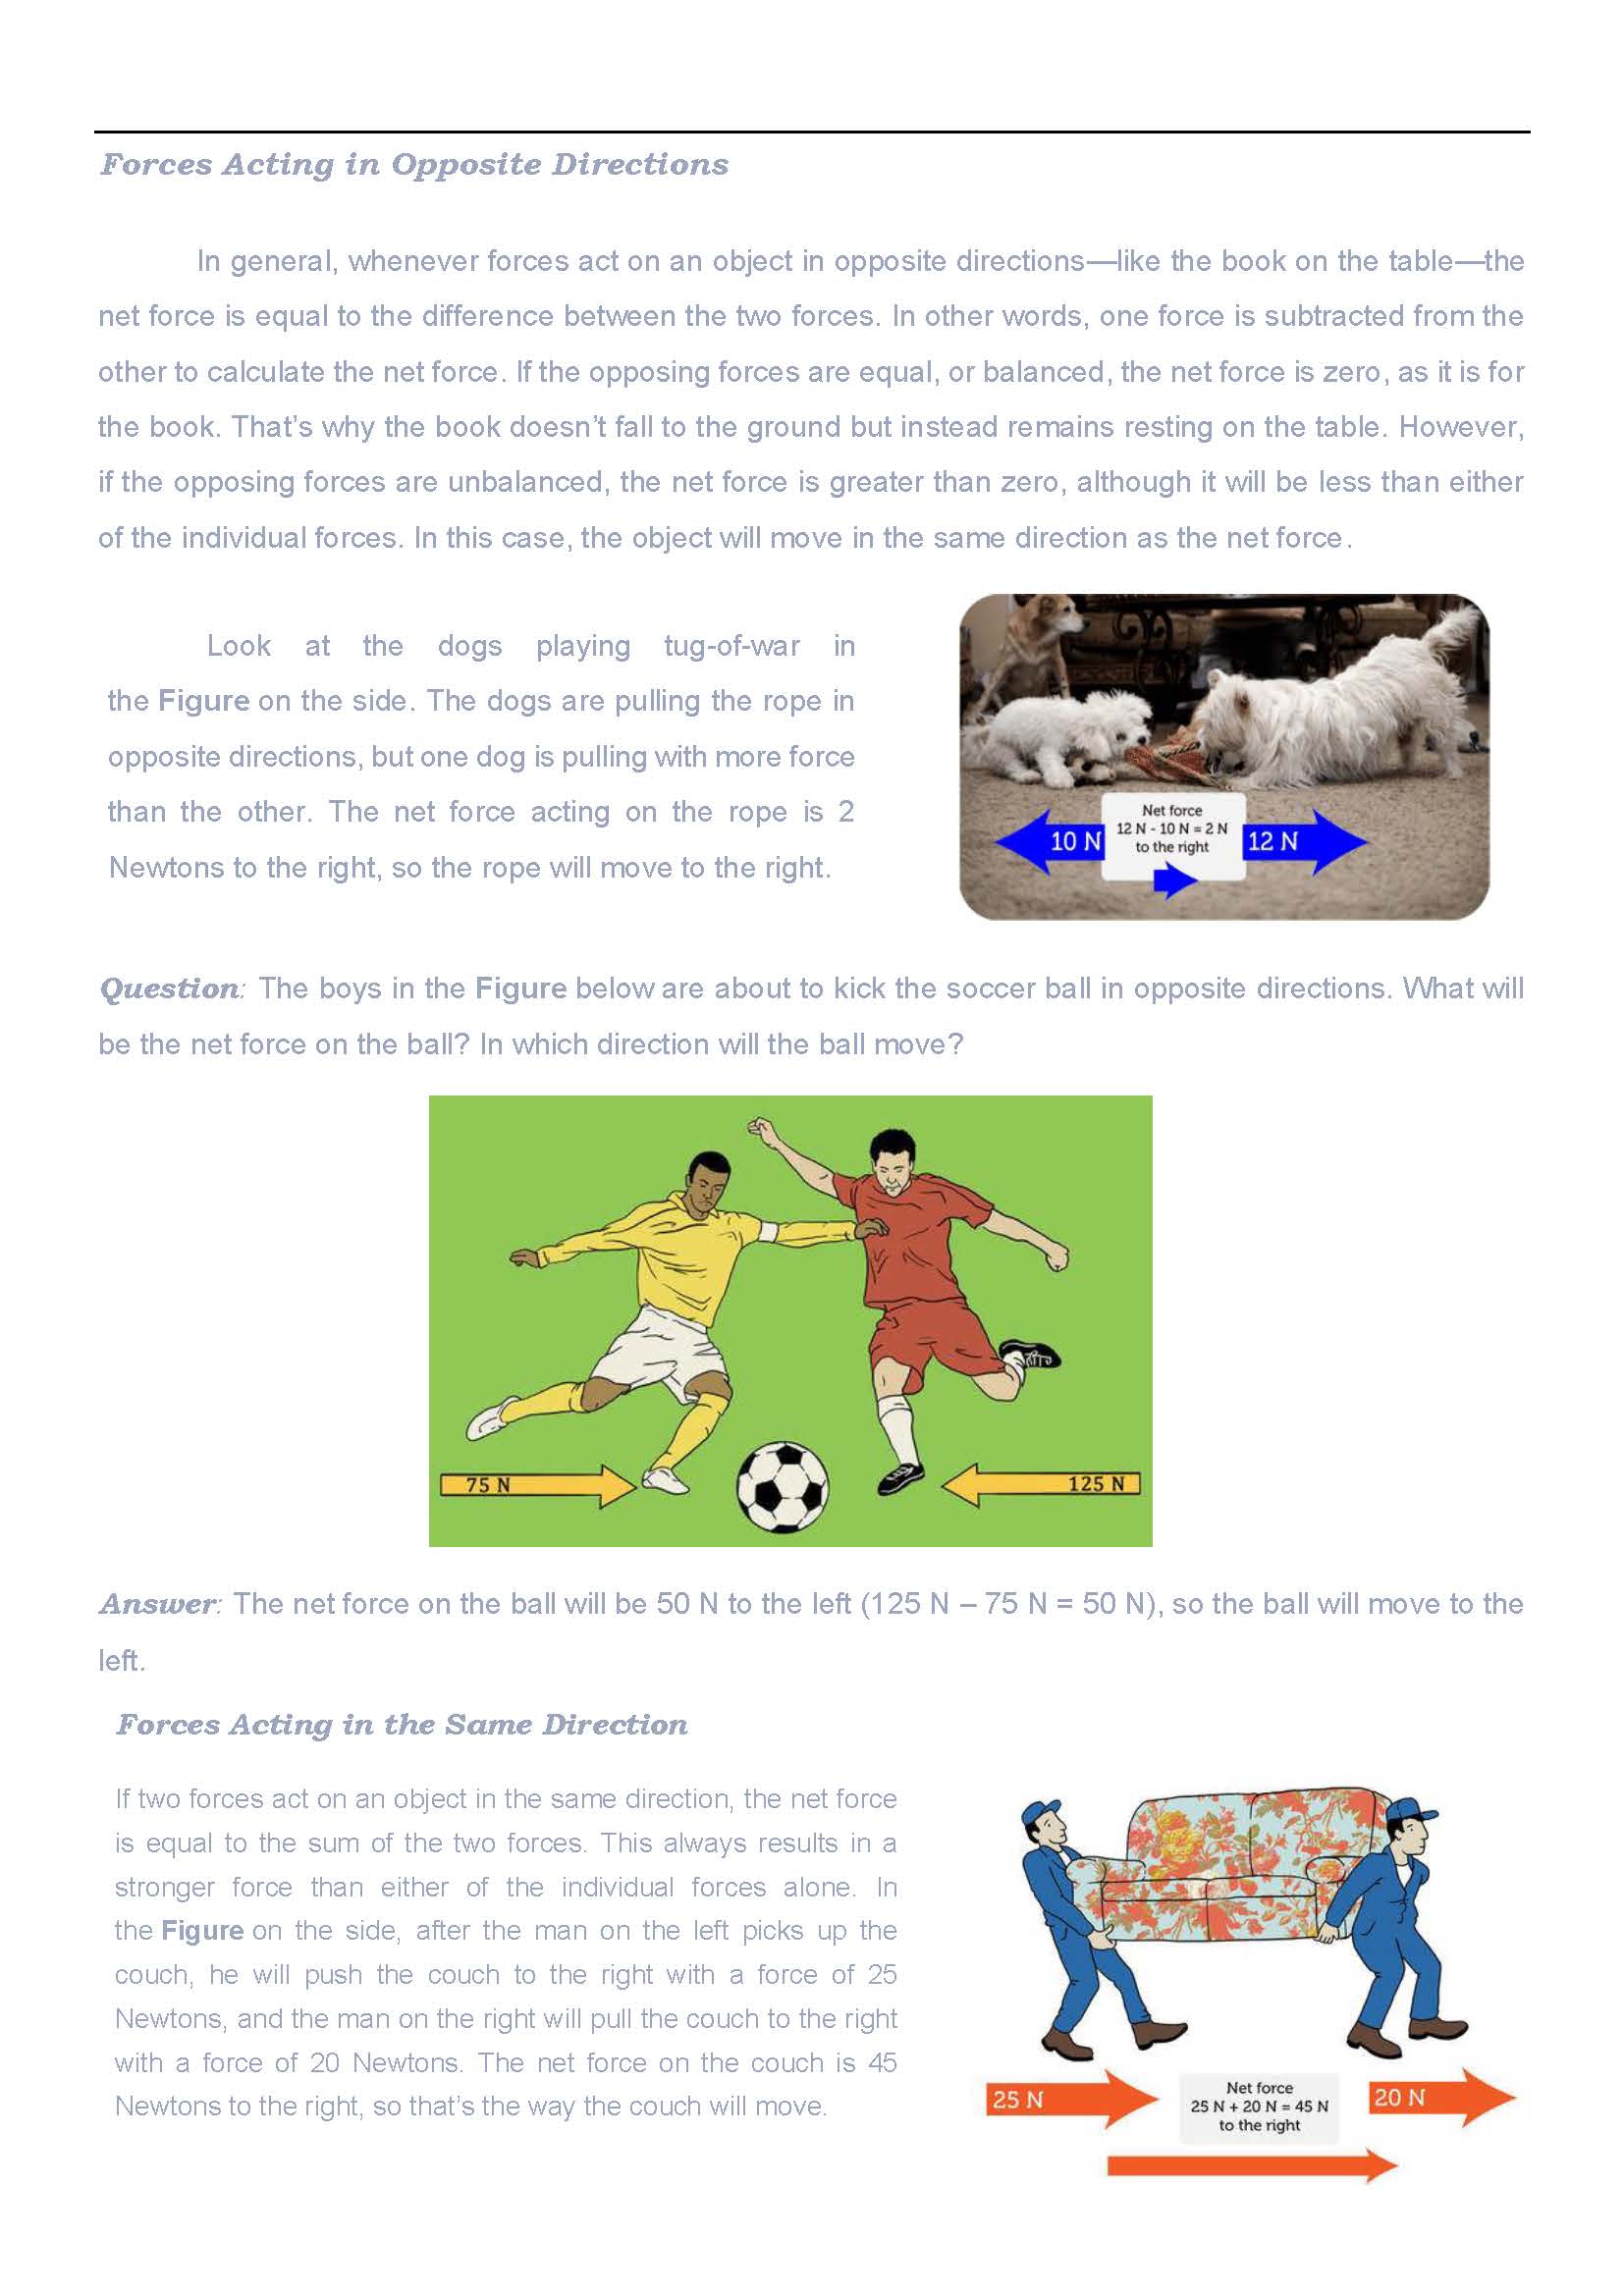 Forces Acting in Opposite Directions
In general, whenever forces act on an object in opposite directions—like the book on the table—the
net force is equal to the difference between the two forces. In other words, one force is subtracted from the
other to calculate the net force. If the opposing forces are equal, or balanced, the net force is zero, as it is for
the book. That's why the book doesn't fall to the ground but instead remains resting on the table. However,
if the opposing forces are unbalanced, the net force is greater than zero, although it will be less than either
of the individual forces. In this case, the object will move in the same direction as the net force.
Look at the dogs playing tug-of-war in
the Figure on the side. The dogs are pulling the rope in
opposite directions, but one dog is pulling with more force
than the other. The net force acting on the rope is 2
Newtons to the right, so the rope will move to the right.
Net force
12 N - 10 N = 2 N
to the right
10 N
12 N
Question: The boys in the Figure below are about to kick the soccer ball in opposite directions. What will
be the net force on the ball? In which direction will the ball move?
75 N
125 N
Answer: The net force on the ball will be 50 N to the left (125 N – 75 N = 50 N), so the ball will move to the
left.
Forces Acting in the Same Direction
If two forces act on an object in the same direction, the net force
is equal to the sum of the two forces. This always results in a
stronger force than either of the individual forces alone. In
the Figure on the side, after the man on the left picks up the
couch, he will push the couch to the right with a force of 25
Newtons, and the man on the right will pull the couch to the right
with a force of 20 Newtons. The net force on the couch is 45
Newtons to the right, so that's the way the couch will move.
25 N
Net force
25 N + 20 N = 45 N
to the right
20 N